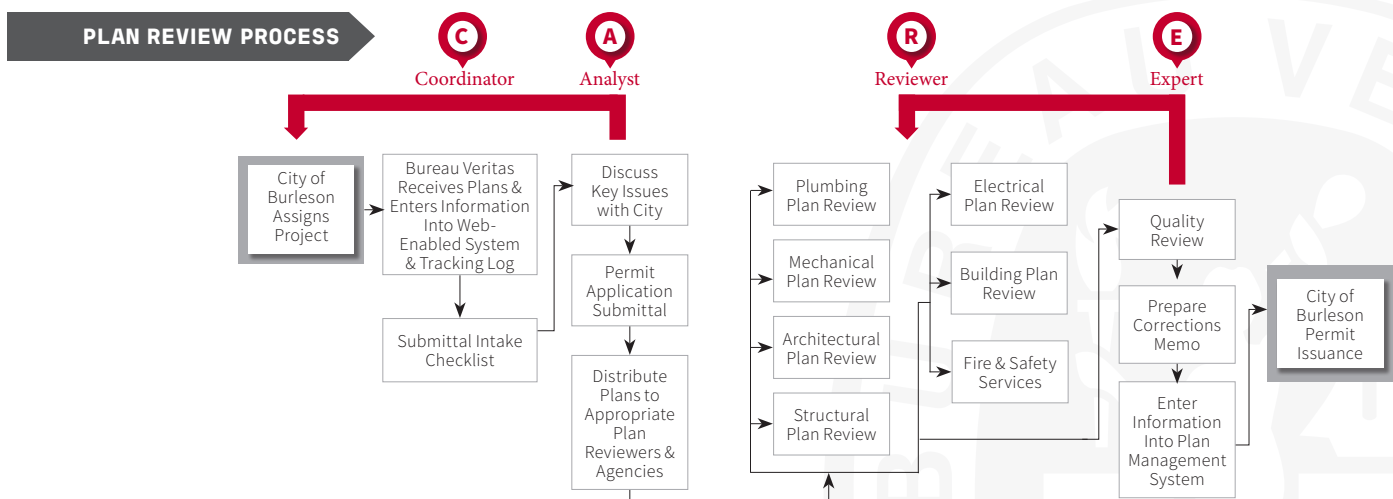 PLAN REVIEW PROCESS
C
Coordinator
A
Analyst
R
Reviewer
E
Expert
City of
Burleson
Assigns
Project
Bureau Veritas
Receives Plans &
Enters Information
Into Web-
Enabled System
& Tracking Log
Submittal Intake
Checklist
Discuss
Key Issues
with City
Permit
Application
Submittal
Distribute
Plans to
Appropriate
Plan
Reviewers &
Agencies
Plumbing
Plan Review
Mechanical
Plan Review
Architectural
Plan Review
Structural
Plan Review
Electrical
Plan Review
Building Plan
Review
Fire & Safety
Services
Quality
Review
Prepare
Corrections
Memo
Enter
Information
Into Plan
Management
System
City of
Burleson
Permit
Issuance
BUREAU VE